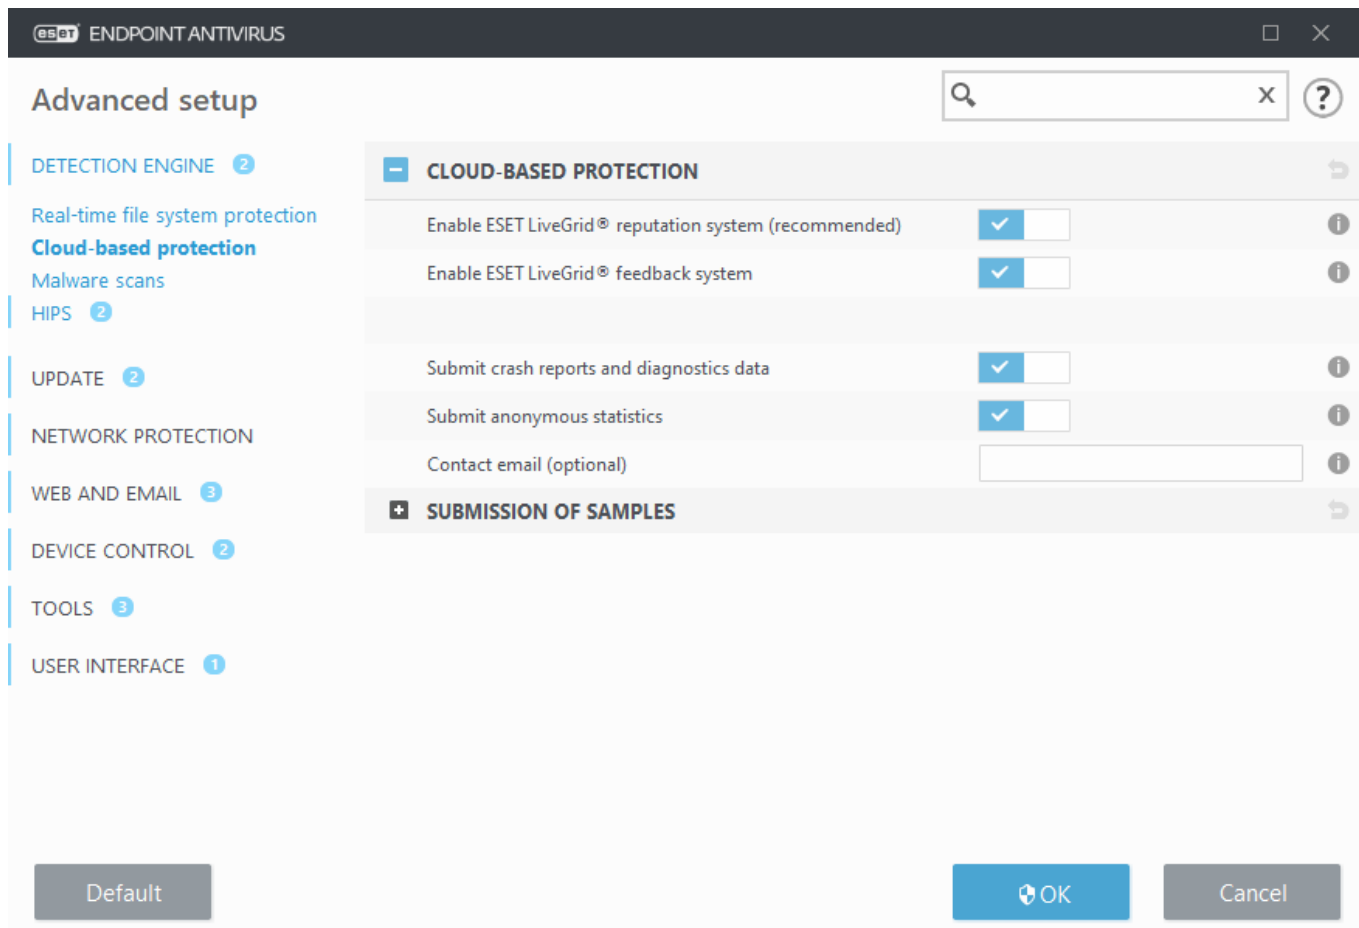 eset ENDPOINT ANTIVIRUS
Advanced setup
X
?
DETECTION ENGINE 2
Real-time file system protection
Cloud-based protection
Malware scans
HIPS 2
UPDATE 2
NETWORK PROTECTION
WEB AND EMAIL 3
DEVICE CONTROL 2
TOOLS 3
USER INTERFACE 1
CLOUD-BASED PROTECTION
Enable ESET LiveGrid® reputation system (recommended)
Enable ESET LiveGrid® feedback system
Submit crash reports and diagnostics data
Submit anonymous statistics
Contact email (optional)
SUBMISSION OF SAMPLES
Default
OK
Cancel